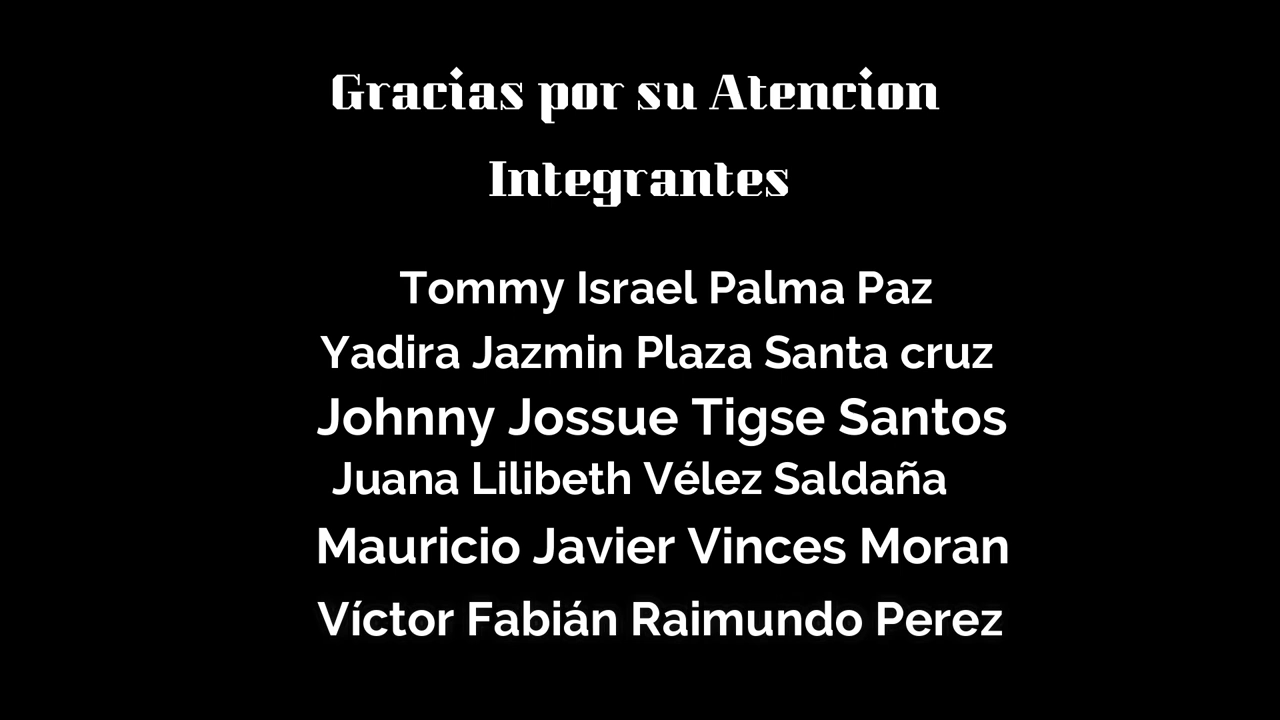 Gracias por su Atencion
Integrantes
Tommy Israel Palma Paz
Yadira Jazmin Plaza Santa cruz
Johnny Jossue Tigse Santos
Juana Lilibeth Vélez Saldaña
Mauricio Javier Vinces Moran
Víctor Fabián Raimundo Perez